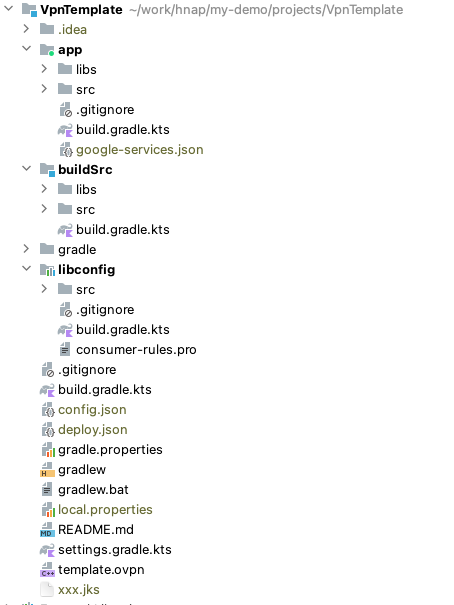 VpnTemplate ~/work/hnap/my-demo/projects/VpnTemplate
.idea
app
libs
src
.gitignore
build.gradle.kts
google-services.json
buildSrc
libs
src
build.gradle.kts
gradle
libconfig
src
.gitignore
build.gradle.kts
consumer-rules.pro
.gitignore
build.gradle.kts
config.json
deploy.json
gradle.properties
gradlew
gradlew.bat
local.properties
README.md
settings.gradle.kts
template.ovpn
xxx.jks